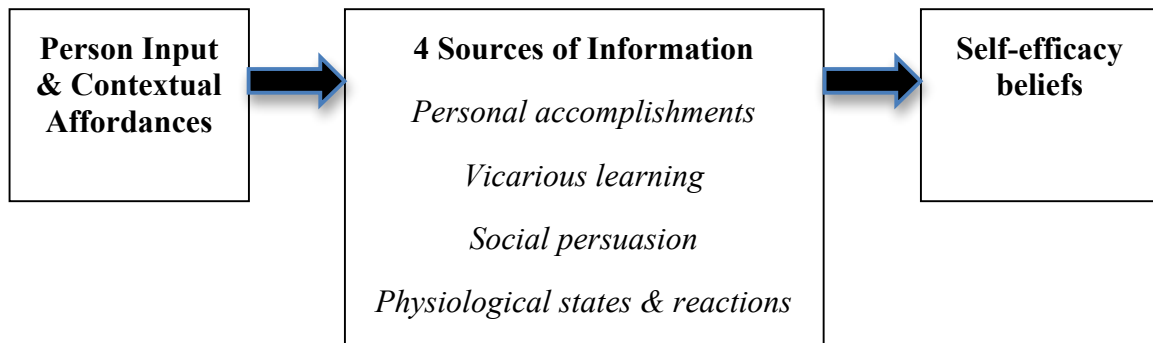 Person Input
& Contextual
Affordances
4 Sources of Information
Personal accomplishments
Vicarious learning
Social persuasion
Physiological states & reactions
Self-efficacy
beliefs